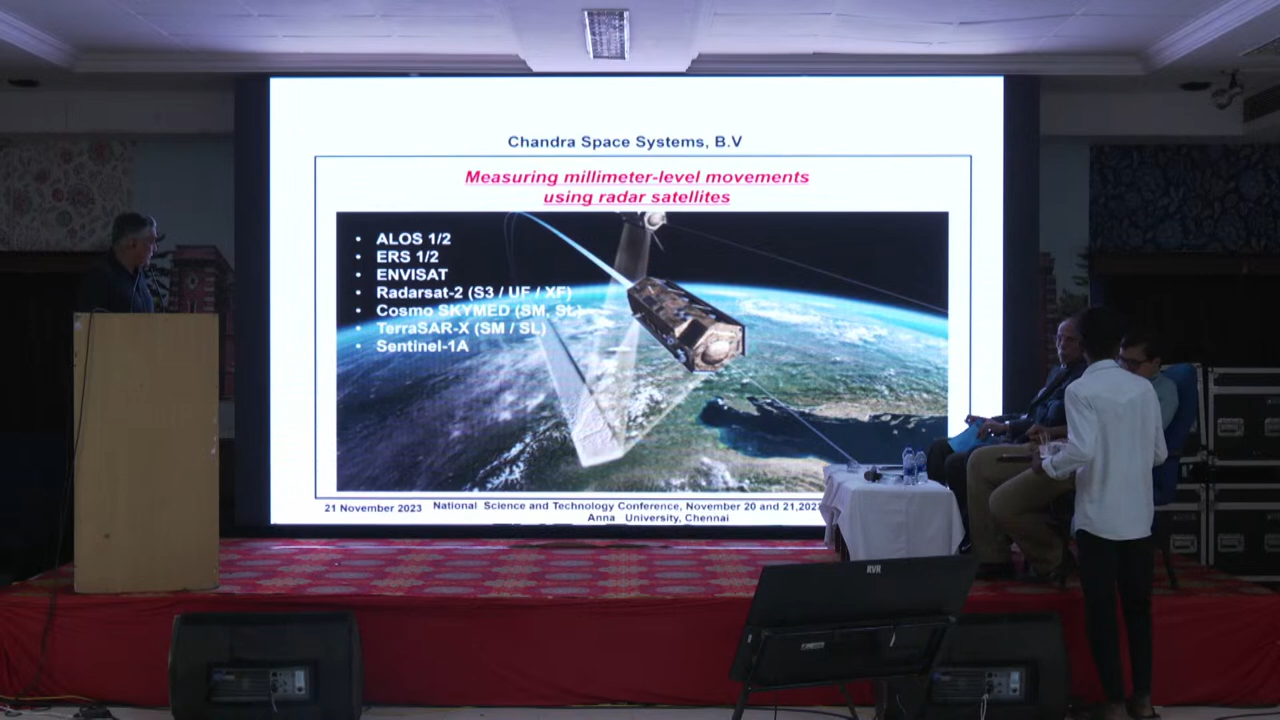 Chandra Space Systems, B.V
Measuring millimeter-level movements
using radar satellites
• ALOS 1/2
• ERS 1/2
• ENVISAT
• Radarsat-2 (S3 / UF / XF)
• Cosmo SKYMED (SM, SL)
• TerraSAR-X (SM / SL)
• Sentinel-1A
21 November 2023
National Science and Technology Conference, November 20 and 21,202
Anna University, Chennai
RVR